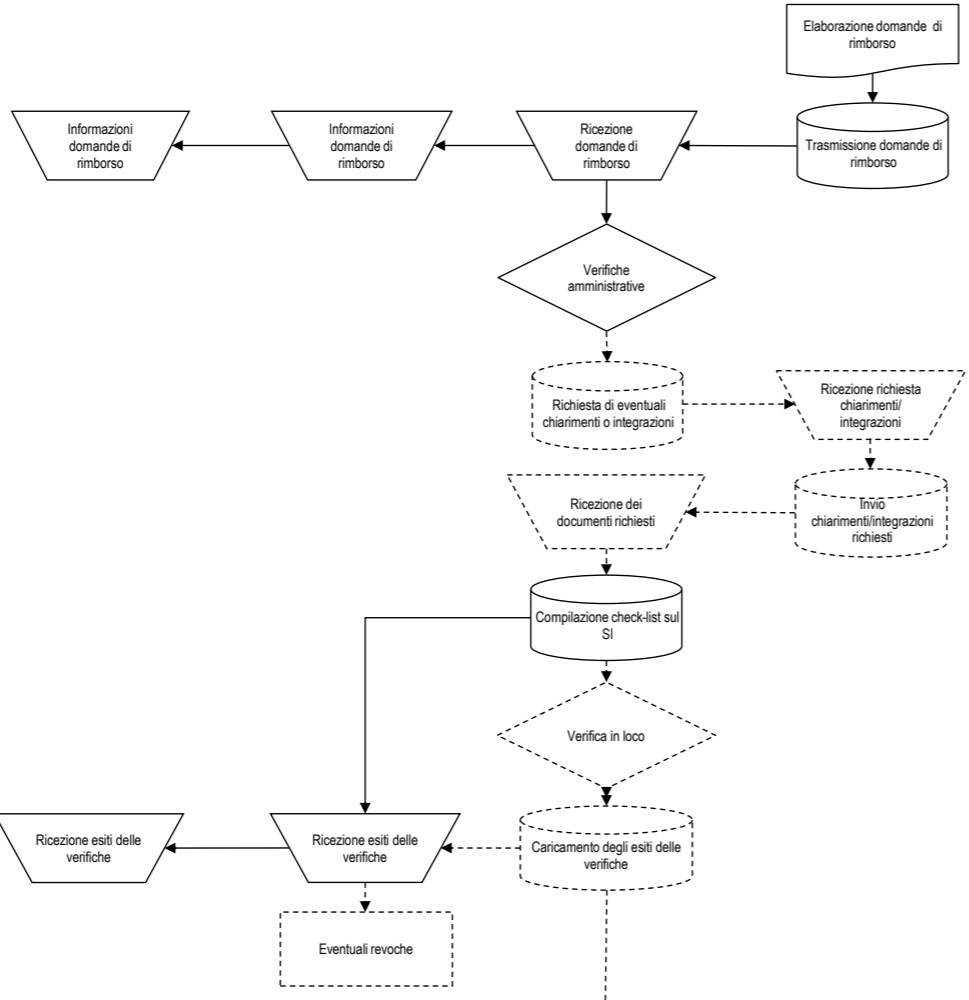 Elaborazione domande di
rimborso
Informazioni
domande di
rimborso
Informazioni
domande di
rimborso
Ricezione
domande di
rimborso
Trasmissione domande di
rimborso
Verifiche
amministrative
Richiesta di eventuali
chiarimenti o integrazioni
Ricezione richiesta
chiarimenti/
integrazioni
Ricezione dei
documenti richiesti
Invio
chiarimenti/integrazioni
richiesti
Compilazione check-list sul
SI
Verifica in loco
Ricezione esiti delle
verifiche
Ricezione esiti delle
verifiche
Caricamento degli esiti delle
verifiche
Eventuali revoche